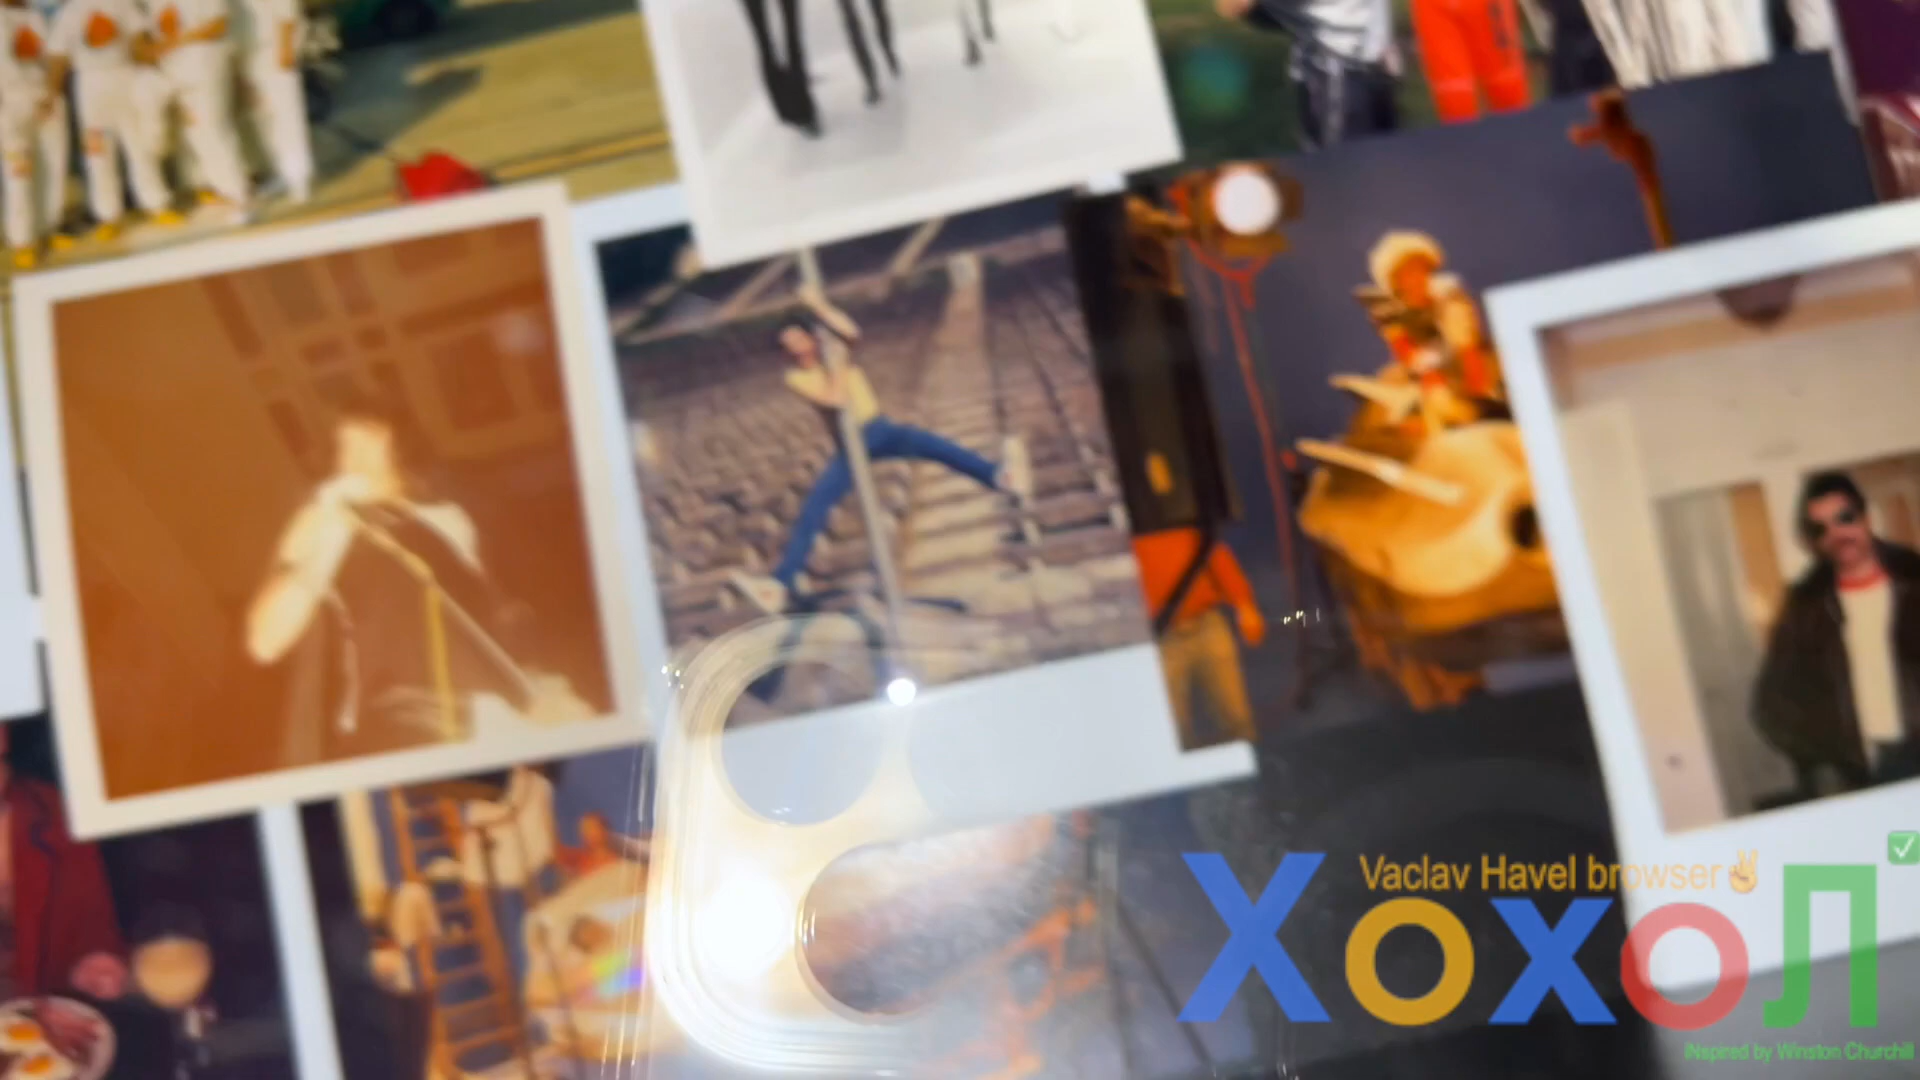 Vaclav Havel browser✌🏼
Хохол
✅
iNspired by Winston Churchill